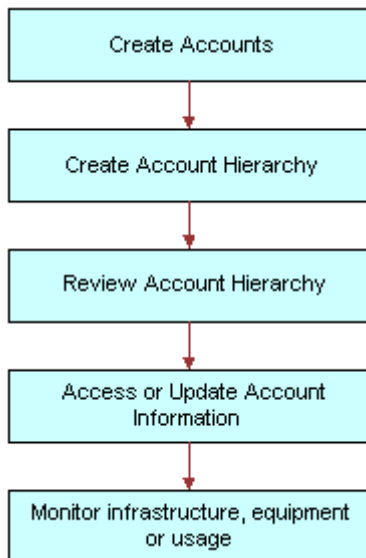 Create Accounts
Create Account Hierarchy
Review Account Hierarchy
Access or Update Account
Information
Monitor infrastructure, equipment
or usage